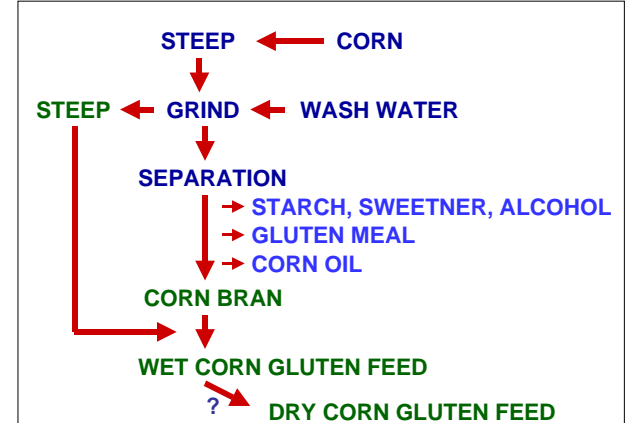 STEEP CORN
STEEP GRIND WASH WATER
SEPARATION
STARCH, SWEETNER, ALCOHOL
GLUTEN MEAL
CORN OIL
CORN BRAN
WET CORN GLUTEN FEED
? DRY CORN GLUTEN FEED